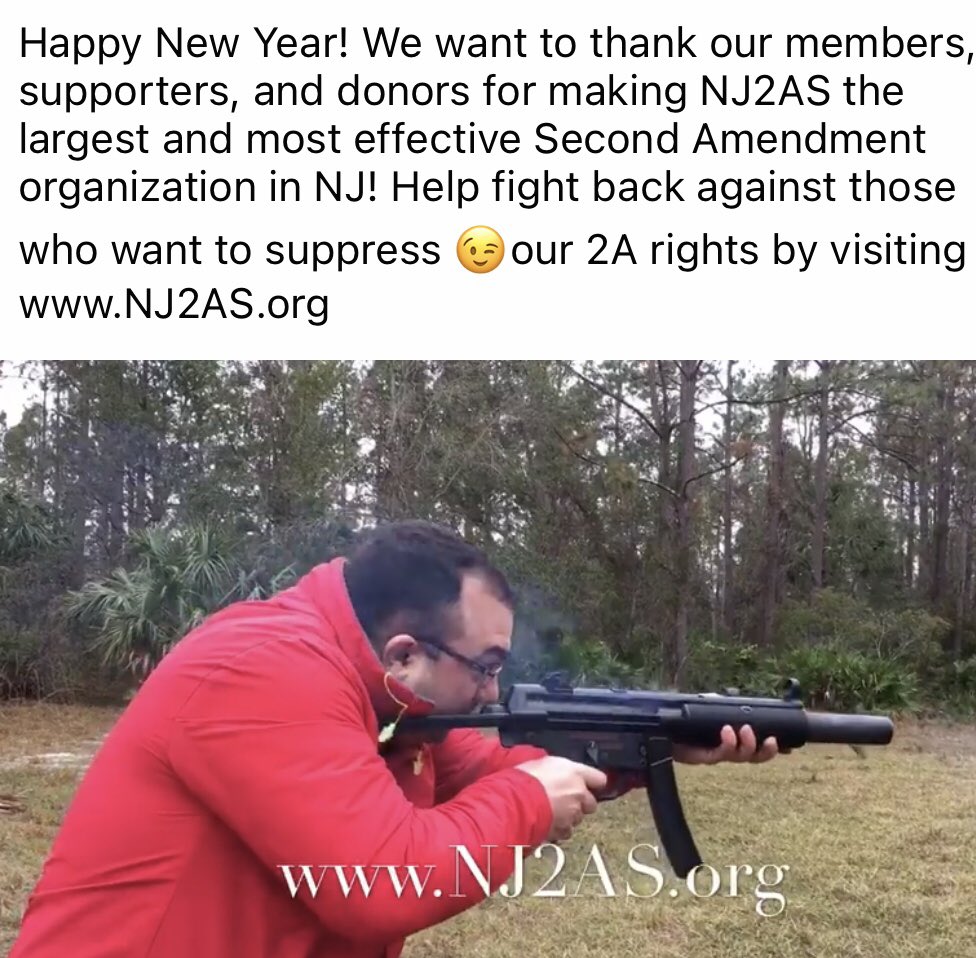 Happy New Year! We want to thank our members,
supporters, and donors for making NJ2AS the
largest and most effective Second Amendment
organization in NJ! Help fight back against those
who want to suppress 😉our 2A rights by visiting
www.NJ2AS.org
www.NJ2AS.org